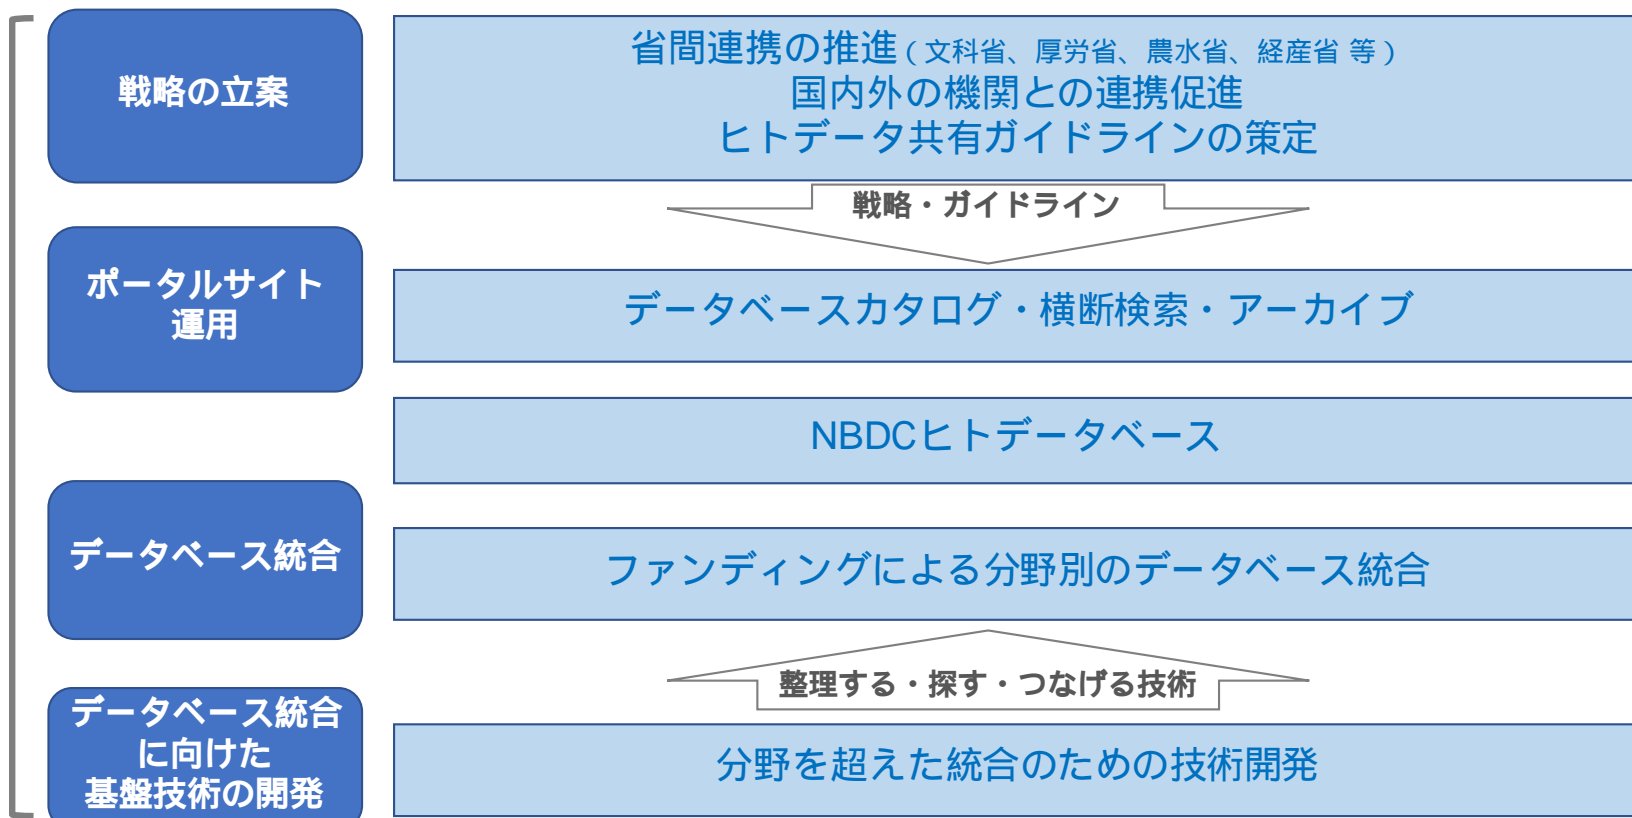 戦略の立案
省間連携の推進(文科省、厚労省、農水省、経産省 等)
国内外の機関との連携促進
ヒトデータ共有ガイドラインの策定
戦略・ガイドライン
ポータルサイト
運用
データベースカタログ・横断検索・アーカイブ
NBDCヒトデータベース
データベース統合
ファンディングによる分野別のデータベース統合
整理する・探す・つなげる技術
データベース統合
に向けた
基盤技術の開発
分野を超えた統合のための技術開発